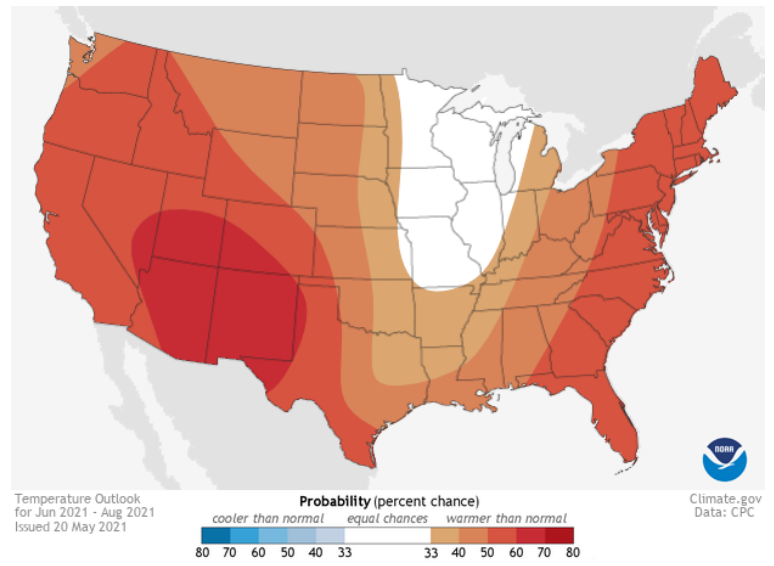 NOAA
Temperature Outlook
for Jun 2021 - Aug 2021
Issued 20 May 2021
Probability (percent chance)
cooler than normal equal chances warmer than normal
80 70 60 50 40 33 33 40 50 60 70 80
Climate.gov
Data: CPC